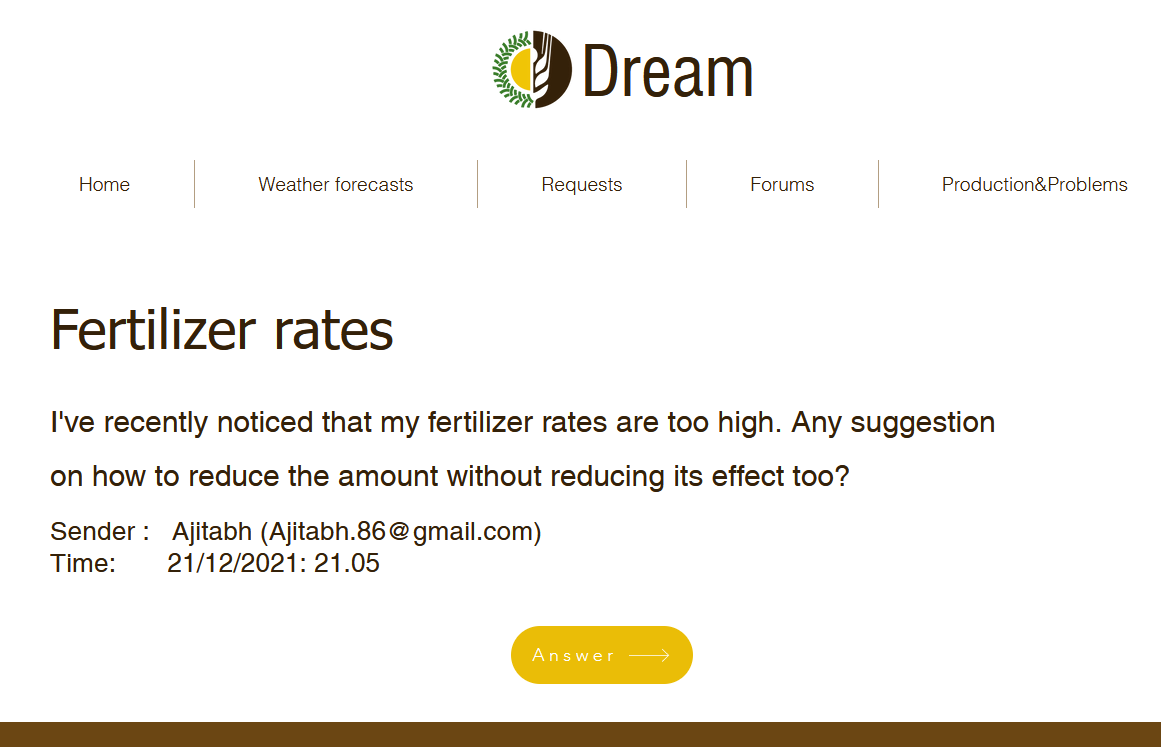 Dream
Home
Weather forecasts
Requests
Forums
Production&Problems
Fertilizer rates
I've recently noticed that my fertilizer rates are too high. Any suggestion
on how to reduce the amount without reducing its effect too?
Sender : Ajitabh (Ajitabh.86@gmail.com)
Time: 21/12/2021: 21.05
Answer